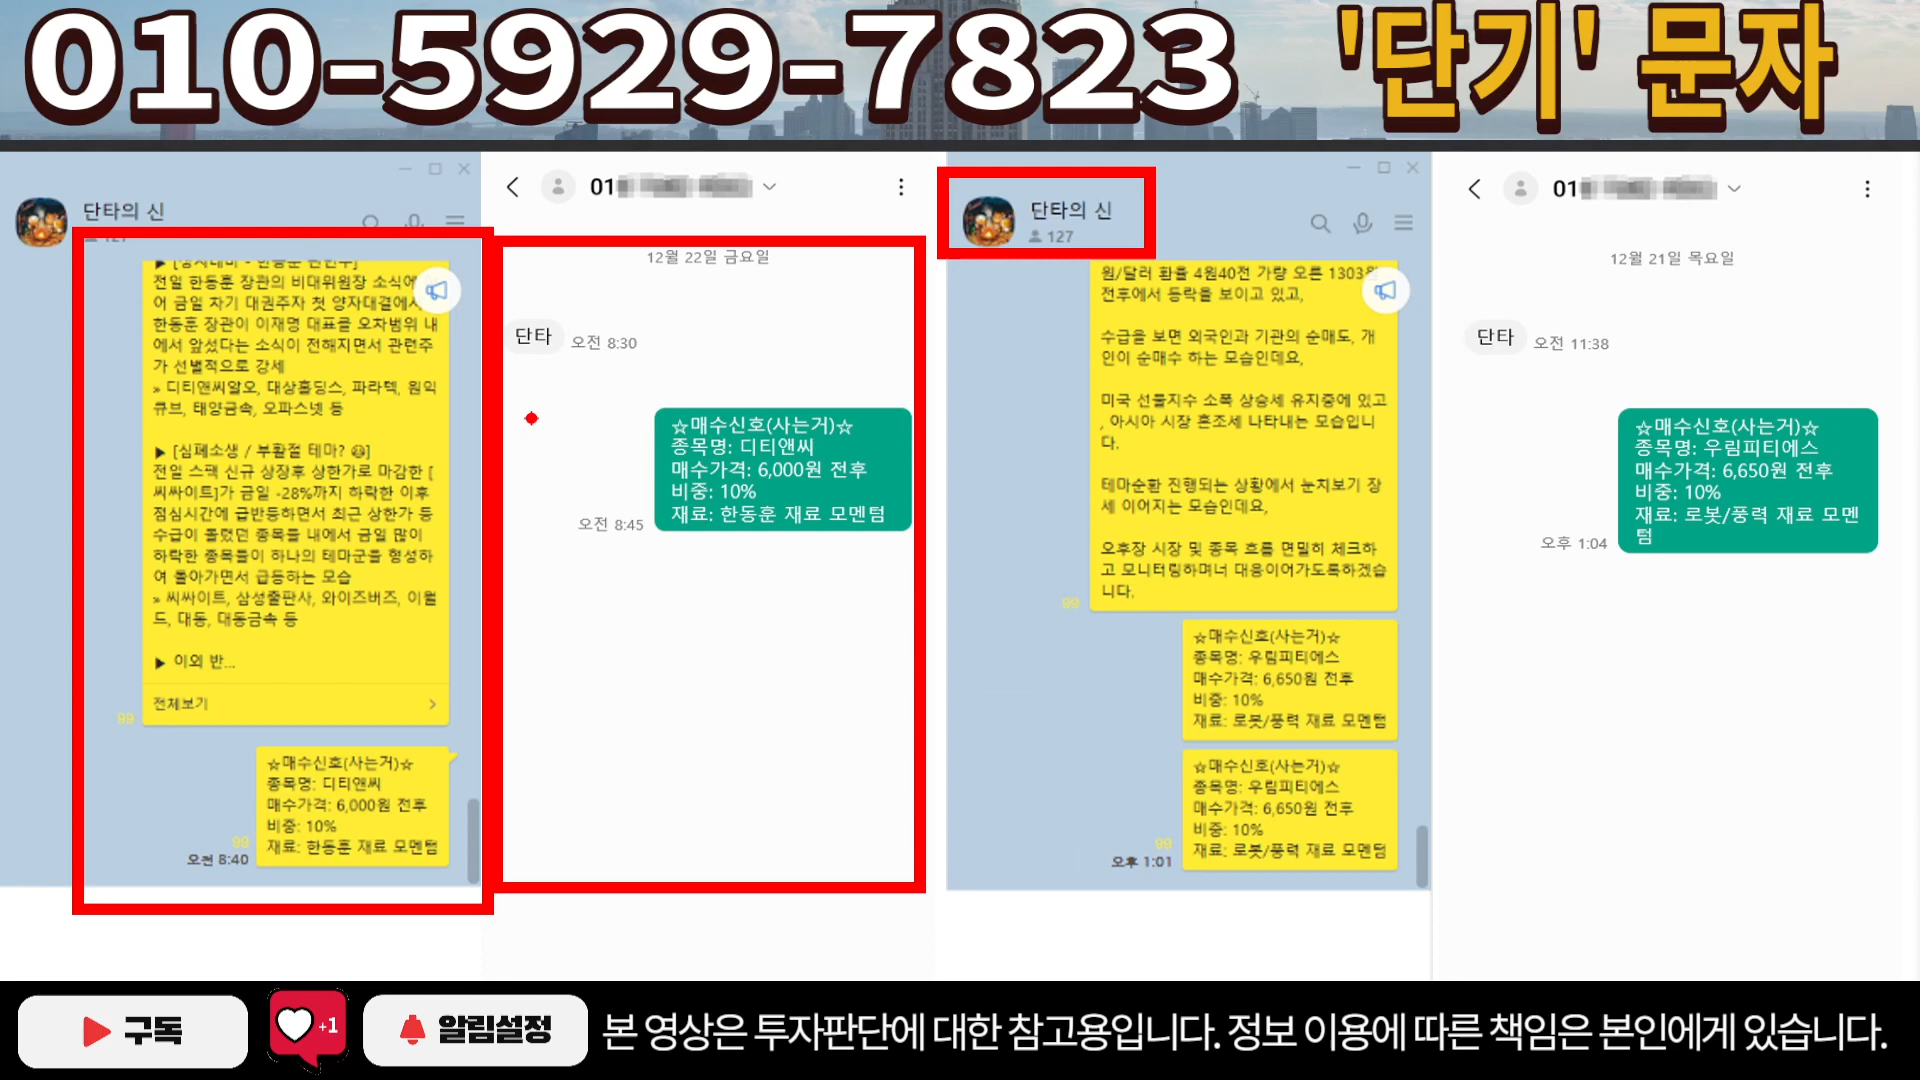 010-5929-7823 '단기' 문자
단타의 신
전일 한동훈 장관의 비대위원장 소식에
어 금일 차기 대권주자 첫 양자대결에서
한동훈 장관이 이재명 대표를 오차범위 내
에서 앞섰다는 소식이 전해지면서 관련주
가 선별적으로 강세
» 디티앤씨알오, 대상홀딩스, 파라텍, 원익
큐브, 태양금속, 오파스넷 등
▶ [심폐소생 / 부활절 테마? 😂]
전일 스팩 신규 상장후 상한가로 마감한 [
씨싸이트]가 금일 -28%까지 하락한 이후
점심시간에 급반등하면서 최근 상한가 등
수급이 몰렸던 종목들 내에서 금일 많이
하락한 종목들이 하나의 테마군을 형성하
여 돌아가면서 급등하는 모습
» 씨싸이트, 삼성출판사, 와이즈버즈, 이월
드, 대동, 대동금속 등
▶ 이외 반...
전체보기
99
☆매수신호(사는거)☆
종목명: 디티앤씨
매수가격: 6,000원 전후
비중: 10%
재료: 한동훈 재료 모멘텀
99
오전 8:40
01
12월 22일 금요일
단타 오전 8:30
☆매수신호(사는거)☆
종목명: 디티앤씨
매수가격: 6,000원 전후
비중: 10%
재료: 한동훈 재료 모멘텀
오전 8:45
단타의 신
127
원/달러 환율 4원40전 가량 오른 1303원
전후에서 등락을 보이고 있고,
수급을 보면 외국인과 기관의 순매도, 개
인이 순매수 하는 모습인데요,
미국 선물지수 소폭 상승세 유지중에 있고
, 아시아 시장 혼조세 나타내는 모습입니
다.
테마순환 진행되는 상황에서 눈치보기 장
세 이어지는 모습인데요,
오후장 시장 및 종목 흐름 면밀히 체크하
고 모니터링하며너 대응이어가도록하겠습
니다.
99
☆매수신호(사는거)☆
종목명: 우림피티에스
매수가격: 6,650원 전후
비중: 10%
재료: 로봇/풍력 재료 모멘텀
☆매수신호(사는거)☆
종목명: 우림피티에스
매수가격: 6,650원 전후
비중: 10%
재료: 로봇/풍력 재료 모멘텀
99
오후 1:01
01
12월 21일 목요일
단타 오전 11:38
☆매수신호(사는거)☆
종목명: 우림피티에스
매수가격: 6,650원 전후
비중: 10%
재료: 로봇/풍력 재료 모멘
텀
오후 1:04
구독 +1 알림설정 본 영상은 투자판단에 대한 참고용입니다. 정보 이용에 따른 책임은 본인에게 있습니다.